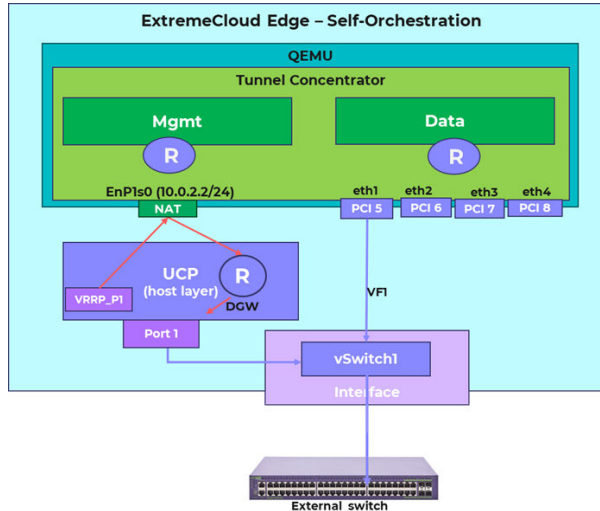 ExtremeCloud Edge – Self-Orchestration
QEMU
Tunnel Concentrator
Mgmt
R
Data
R
EnP1s0 (10.0.2.2/24)
NAT
eth1
eth2
eth3
eth4
PCI 5
PCI 6
PCI 7
PCI 8
UCP
(host layer)
R
VRRP_P1
DGW
Port 1
VF1
vSwitch1
Interface
External switch